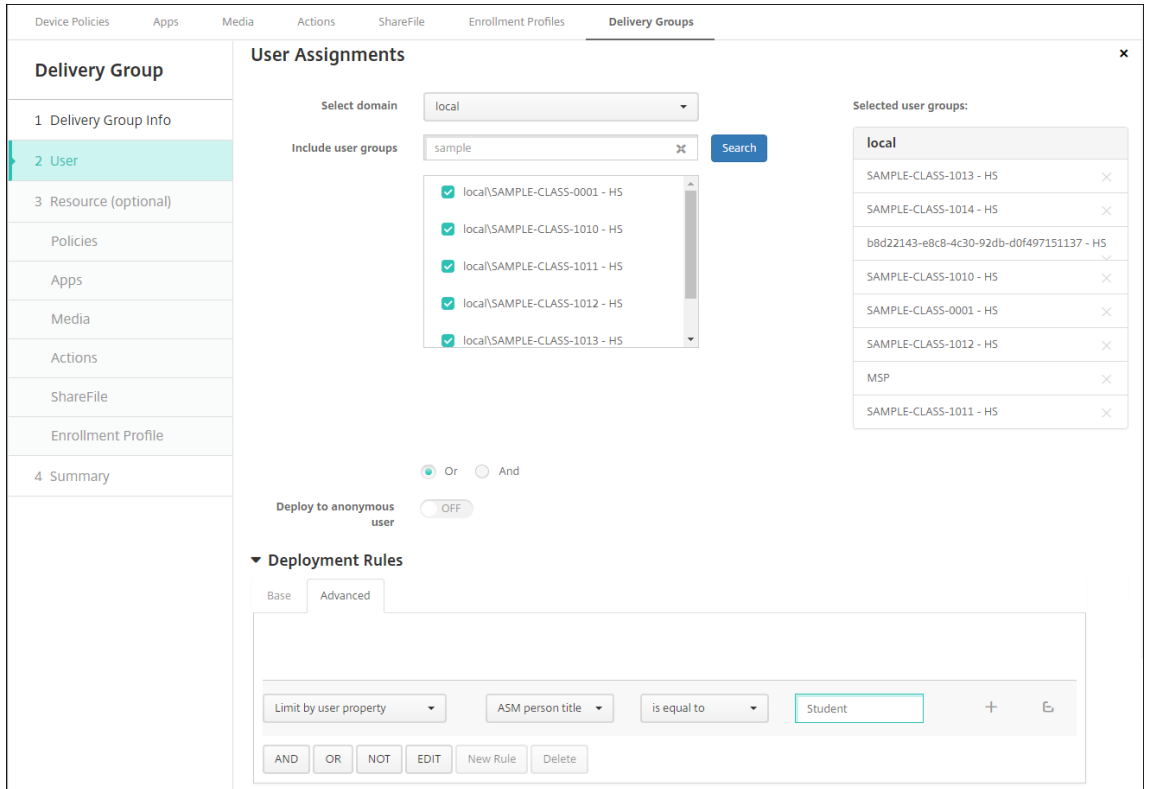 Device Policies Apps Media Actions ShareFile Enrollment Profiles Delivery Groups
Delivery Group
1 Delivery Group Info
2 User
3 Resource (optional)
Policies
Apps
Media
Actions
ShareFile
Enrollment Profile
4 Summary
User Assignments
Select domain local
Include user groups sample Search
local\SAMPLE-CLASS-0001 - HS
local\SAMPLE-CLASS-1010 - HS
local\SAMPLE-CLASS-1011 - HS
local\SAMPLE-CLASS-1012 - HS
local\SAMPLE-CLASS-1013 - HS
Selected user groups:
local
SAMPLE-CLASS-1013 - HS
SAMPLE-CLASS-1014 - HS
b8d22143-e8c8-4c30-92db-d0f497151137 - HS
SAMPLE-CLASS-1010 - HS
SAMPLE-CLASS-0001 - HS
SAMPLE-CLASS-1012 - HS
MSP
SAMPLE-CLASS-1011 - HS
Or And
Deploy to anonymous
user
OFF
Deployment Rules
Base Advanced
Limit by user property ASM person title is equal to Student
AND OR NOT EDIT New Rule Delete